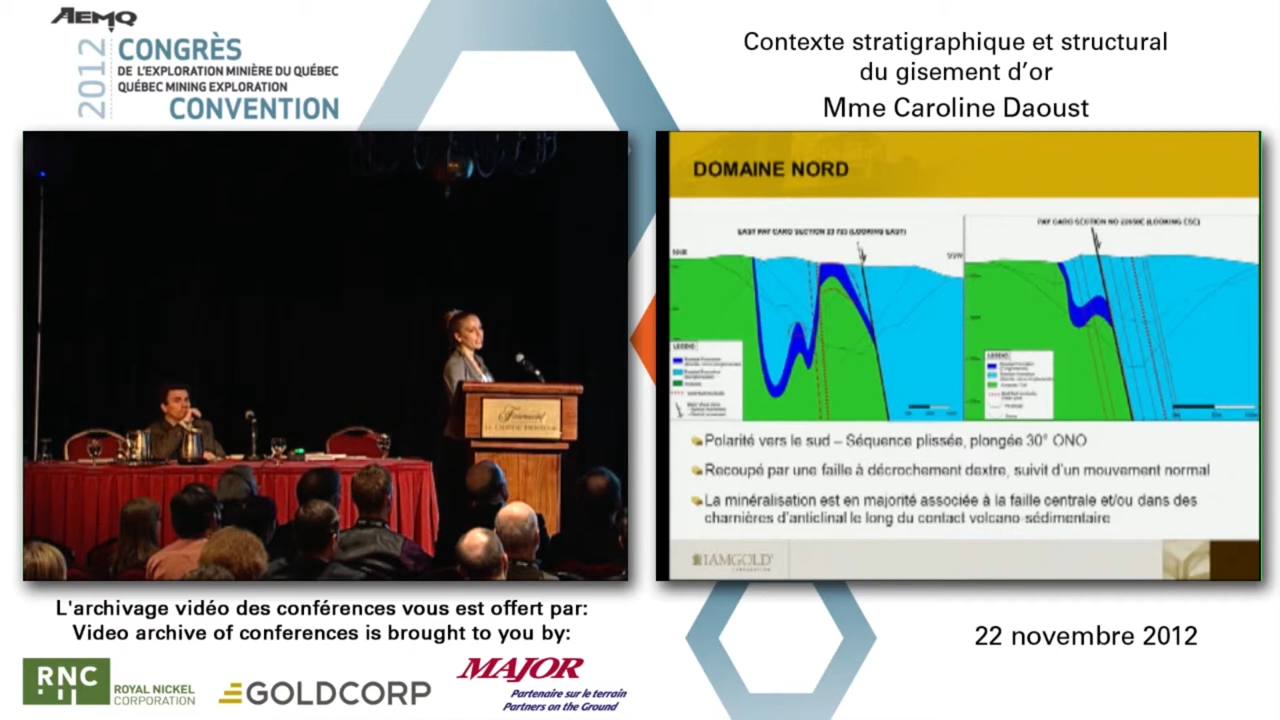 AEMQ
2012
CONGRÈS
DE L'EXPLORATION MINIÈRE DU QUÉBEC
QUÉBEC MINING EXPLORATION
CONVENTION
Contexte stratigraphique et structural
du gisement d'or
Mme Caroline Daoust
Fairmont
DOMAINE NORD
LEGEND
LEGEND
Polarité vers le sud – Séquence plissée, plongée 30° ONO
Recoupé par une faille à décrochement dextre, suivit d'un mouvement normal
La minéralisation est en majorité associée à la faille centrale et/ou dans des
charnières d'anticlinal le long du contact volcano-sédimentaire
IAMGOLD
CORPORATION
L'archivage vidéo des conférences vous est offert par:
Video archive of conferences is brought to you by:
22 novembre 2012
RNC
ROYAL NICKEL
CORPORATION
GOLDCORP
MAJOR
Partenaire sur le terrain
Partners on the Ground